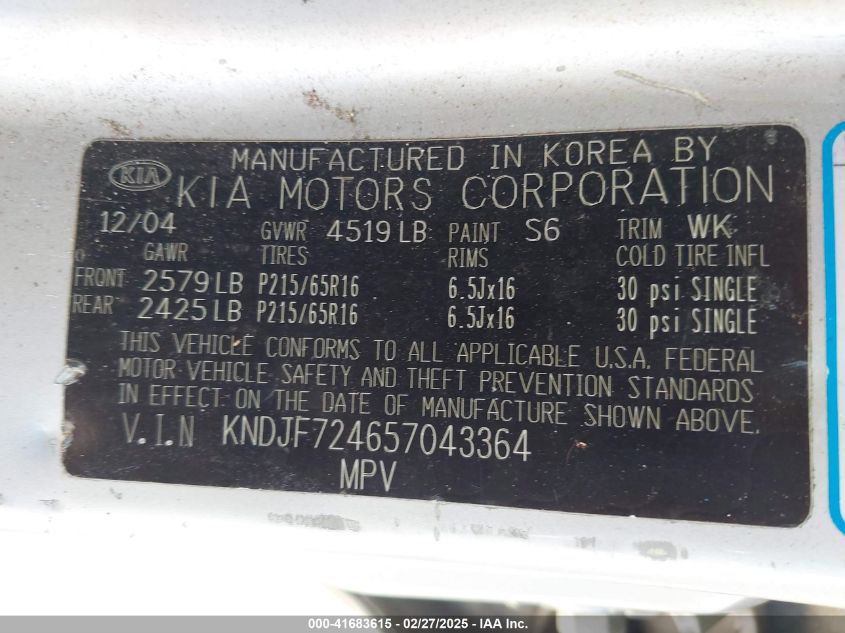 MANUFACTURED IN KOREA BY
KIA KIA MOTORS CORPORATION
12/04 GVWR 4519 LB PAINT S6 TRIM WK
GAWR TIRES RIMS COLD TIRE INFL
FRONT 2579 LB P215/65R16 6.5Jx16 30 psi SINGLE
REAR 2425 LB P215/65R16 6.5Jx16 30 psi SINGLE
THIS VEHICLE CONFORMS TO ALL APPLICABLE U.S.A. FEDERAL
MOTOR VEHICLE SAFETY AND THEFT PREVENTION STANDARDS
IN EFFECT ON THE DATE OF MANUFACTURE SHOWN ABOVE
V.I.N KNDJF724657043364
MPV
000-41683615 - 02/27/2025 - IAA Inc.